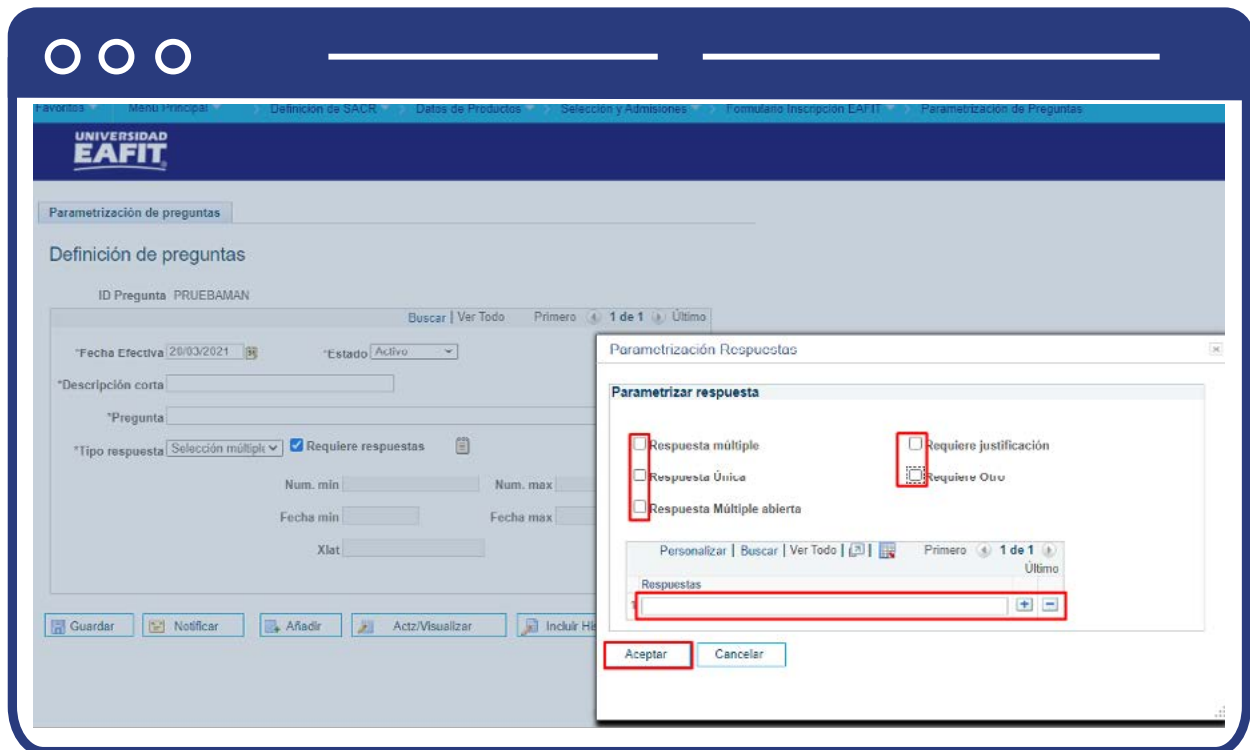 Favoritos Menú Principal Definición de SACR Datos de Productos Selección y Admisiones Formulario Inscripción EAFIT Parametrización de Preguntas
UNIVERSIDAD
EAFIT
Parametrización de preguntas
Definición de preguntas
ID Pregunta PRUEBAMAN
Buscar | Ver Todo Primero 1 de 1 Último
*Fecha Efectiva 20/03/2021 *Estado Activo
*Descripción corta
*Pregunta
*Tipo respuesta Selección múltiple Requiere respuestas
Num. min Num. max
Fecha min Fecha max
Xlat
Guardar Notificar Añadir Actz/Visualizar Incluir His
Parametrización Respuestas
Parametrizar respuesta
Respuesta múltiple Requiere justificación
Respuesta Única Requiere Otro
Respuesta Múltiple abierta
Personalizar | Buscar | Ver Todo | | Primero 1 de 1
Último
Respuestas
1
Aceptar Cancelar